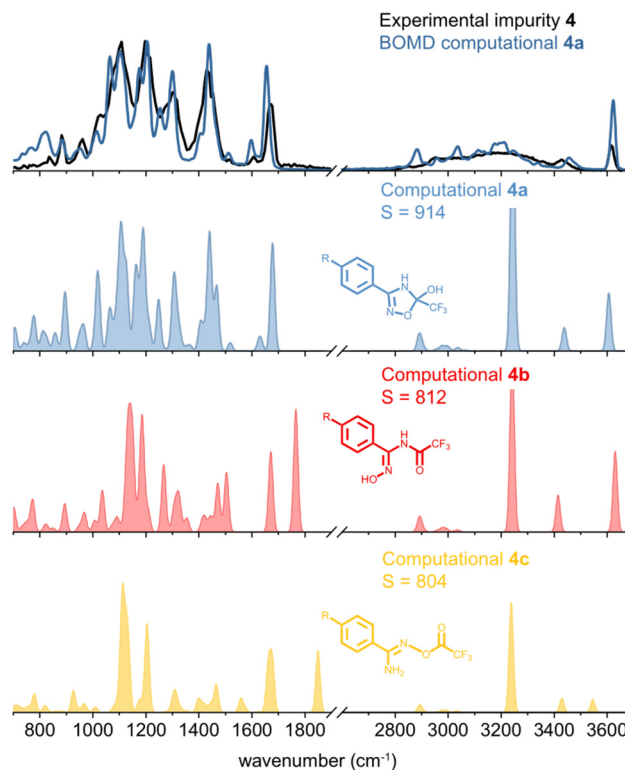 Experimental impurity 4
BOMD computational 4a
Computational 4a
S = 914
R
H
N
OH
N
O
CF₃
Computational 4b
S = 812
R
H
N
CF₃
N
HO
O
Computational 4c
S = 804
R
O
N
O
CF₃
NH₂
800 1000 1200 1400 1600 1800 2600 2800 3000 3200 3400 3600
wavenumber (cm⁻¹)